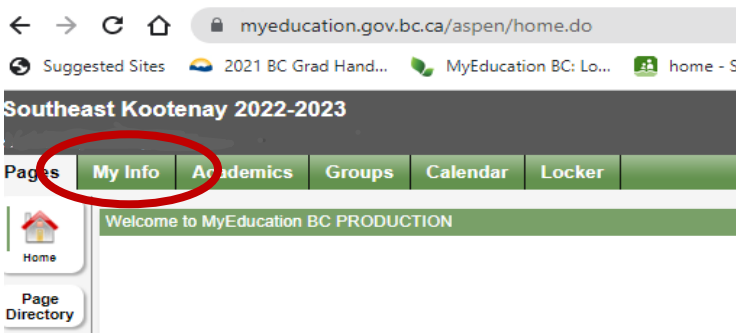 myeducation.gov.bc.ca/aspen/home.do
Suggested Sites 2021 BC Grad Hand... MyEducation BC: Lo... home - S
Southeast Kootenay 2022-2023
Pages My Info Academics Groups Calendar Locker
Welcome to MyEducation BC PRODUCTION
Home
Page
Directory